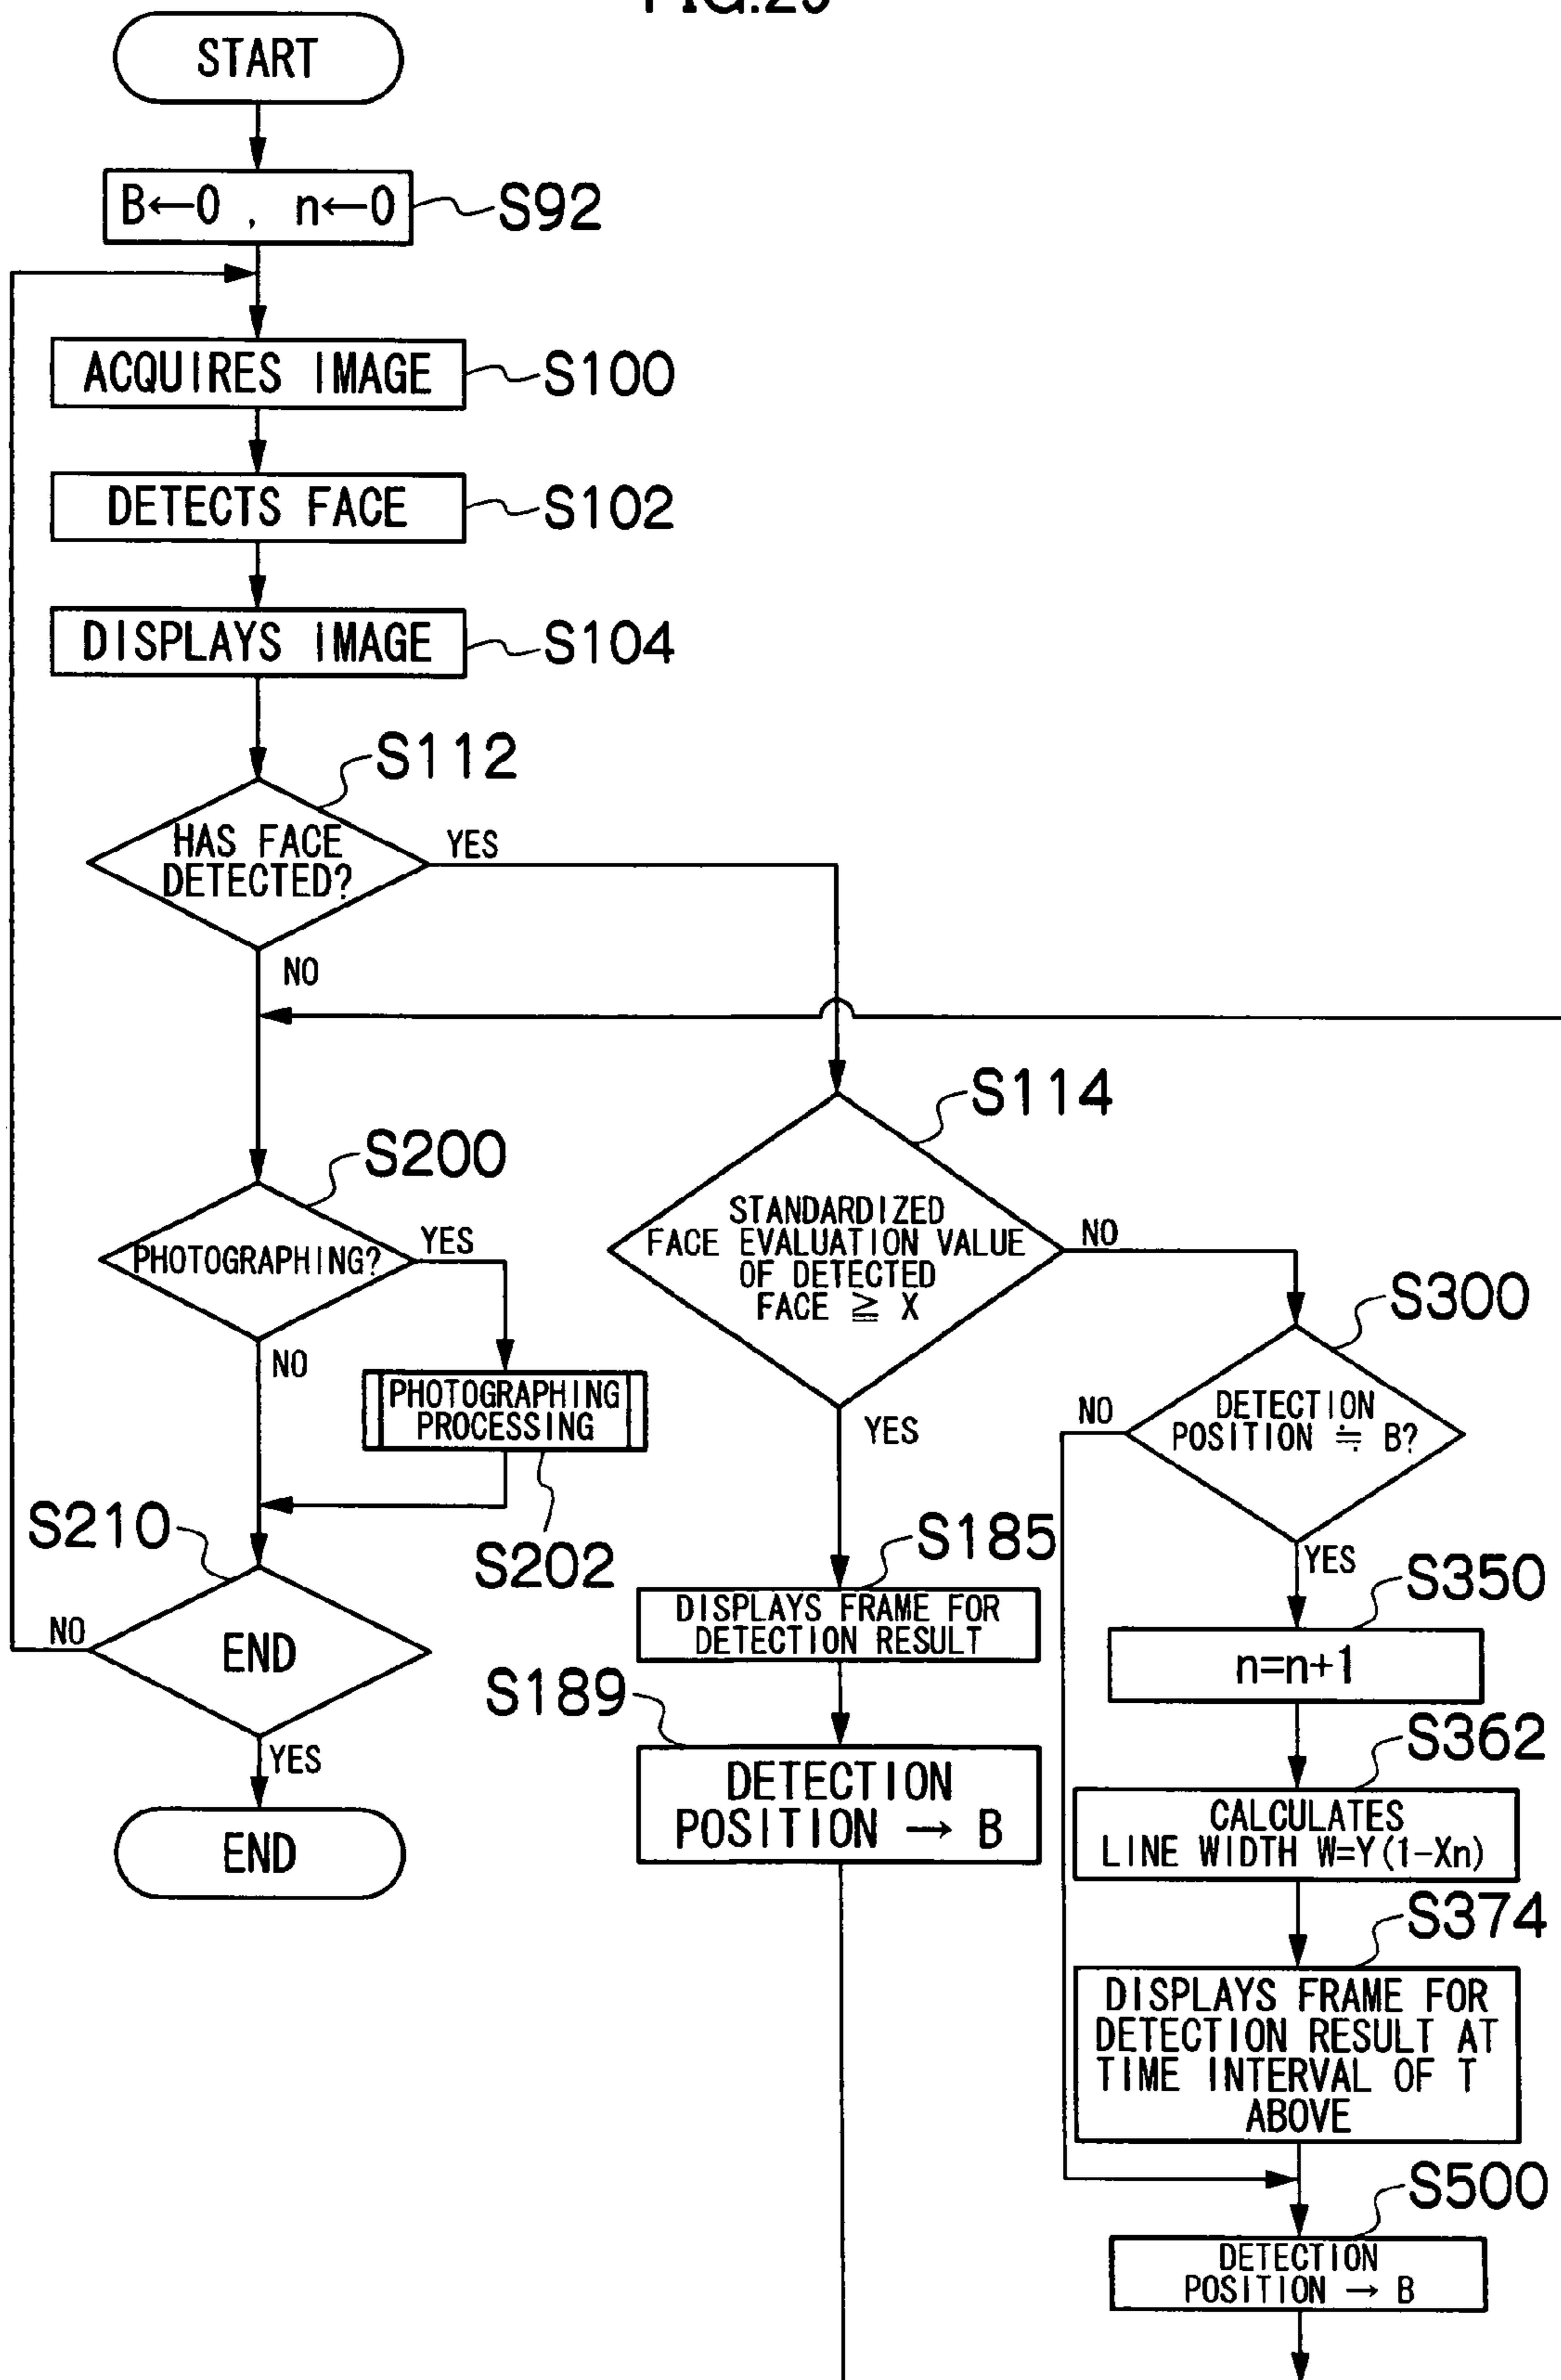 START
B←0 , n←0
S92
ACQUIRES IMAGE
S100
DETECTS FACE
S102
DISPLAYS IMAGE
S104
S112
HAS FACE
DETECTED?
YES
NO
S114
STANDARDIZED
FACE EVALUATION VALUE
OF DETECTED
FACE ≧ X
NO
YES
S200
PHOTOGRAPHING?
YES
NO
PHOTOGRAPHING
PROCESSING
S202
S210
END
NO
YES
END
S185
DISPLAYS FRAME FOR
DETECTION RESULT
S189
DETECTION
POSITION → B
S300
DETECTION
POSITION ≒ B?
NO
YES
S350
n=n+1
S362
CALCULATES
LINE WIDTH W=Y(1-Xn)
S374
DISPLAYS FRAME FOR
DETECTION RESULT AT
TIME INTERVAL OF T
ABOVE
S500
DETECTION
POSITION → B